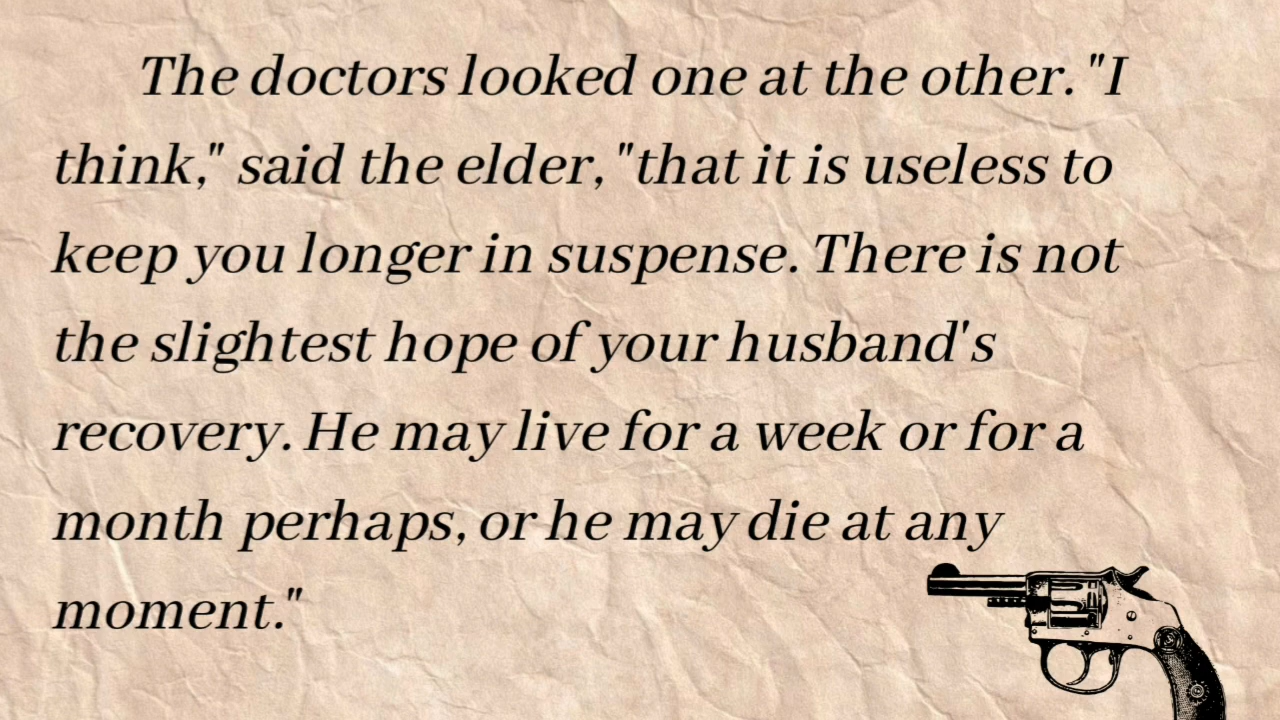 The doctors looked one at the other. "I
think," said the elder, "that it is useless to
keep you longer in suspense. There is not
the slightest hope of your husband's
recovery. He may live for a week or for a
month perhaps, or he may die at any
moment."